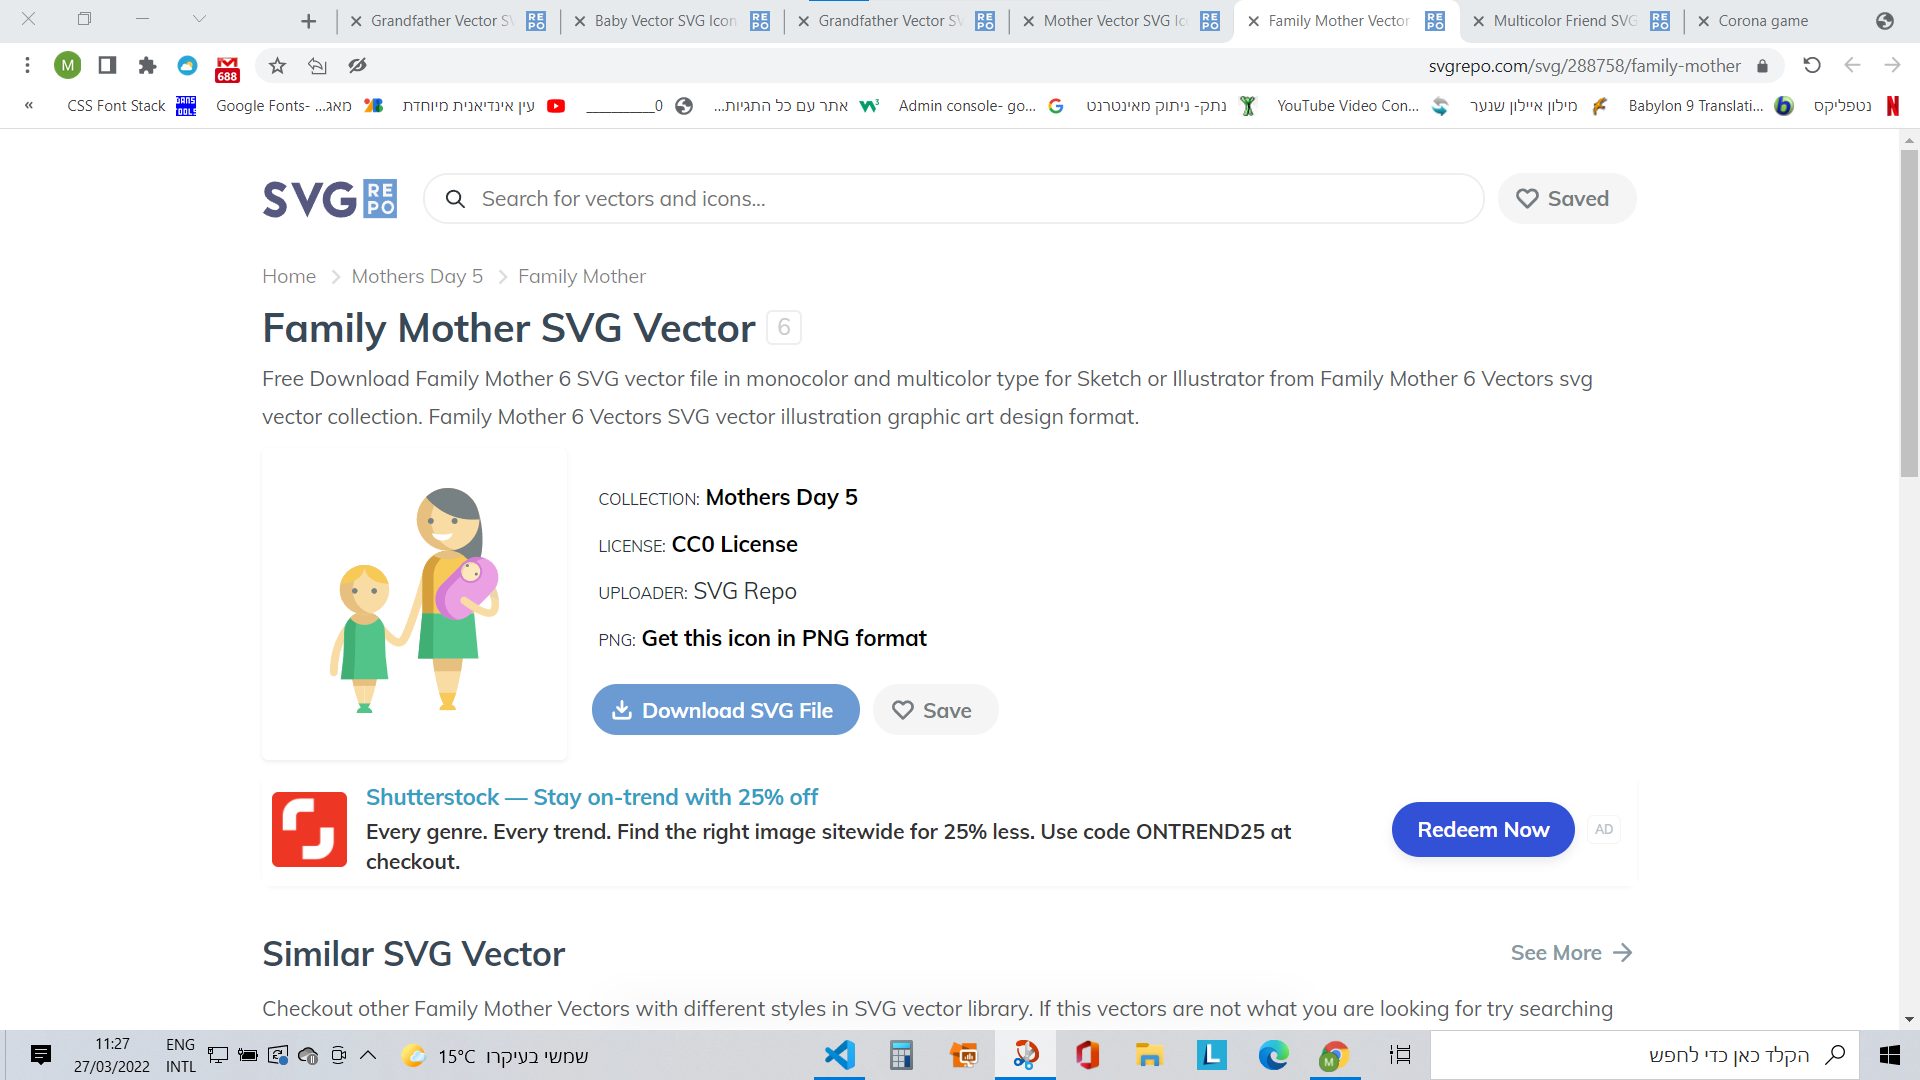 Grandfather Vector SV
Baby Vector SVG Icon
Grandfather Vector SV
Mother Vector SVG Ic
Family Mother Vector
Multicolor Friend SVG
Corona game
M
688
svgrepo.com/svg/288758/family-mother
« CSS Font Stack
Google Fonts- מאג...
עין אינדיאנית מיוחדת
___________0
אתר עם כל התגיות...
Admin console- go...
נתק- ניתוק מאינטרנט
YouTube Video Con...
מילון איילון שנער
Babylon 9 Translati...
נטפליקס
SVG REPO
Search for vectors and icons...
Saved
Home > Mothers Day 5 > Family Mother
Family Mother SVG Vector 6
Free Download Family Mother 6 SVG vector file in monocolor and multicolor type for Sketch or Illustrator from Family Mother 6 Vectors svg
vector collection. Family Mother 6 Vectors SVG vector illustration graphic art design format.
COLLECTION: Mothers Day 5
LICENSE: CC0 License
UPLOADER: SVG Repo
PNG: Get this icon in PNG format
Download SVG File
Save
Shutterstock — Stay on-trend with 25% off
Every genre. Every trend. Find the right image sitewide for 25% less. Use code ONTREND25 at
checkout.
Redeem Now
AD
Similar SVG Vector
See More →
Checkout other Family Mother Vectors with different styles in SVG vector library. If this vectors are not what you are looking for try searching
11:27
27/03/2022
ENG
INTL
15°C שמשי בעיקרו
הקלד כאן כדי לחפש